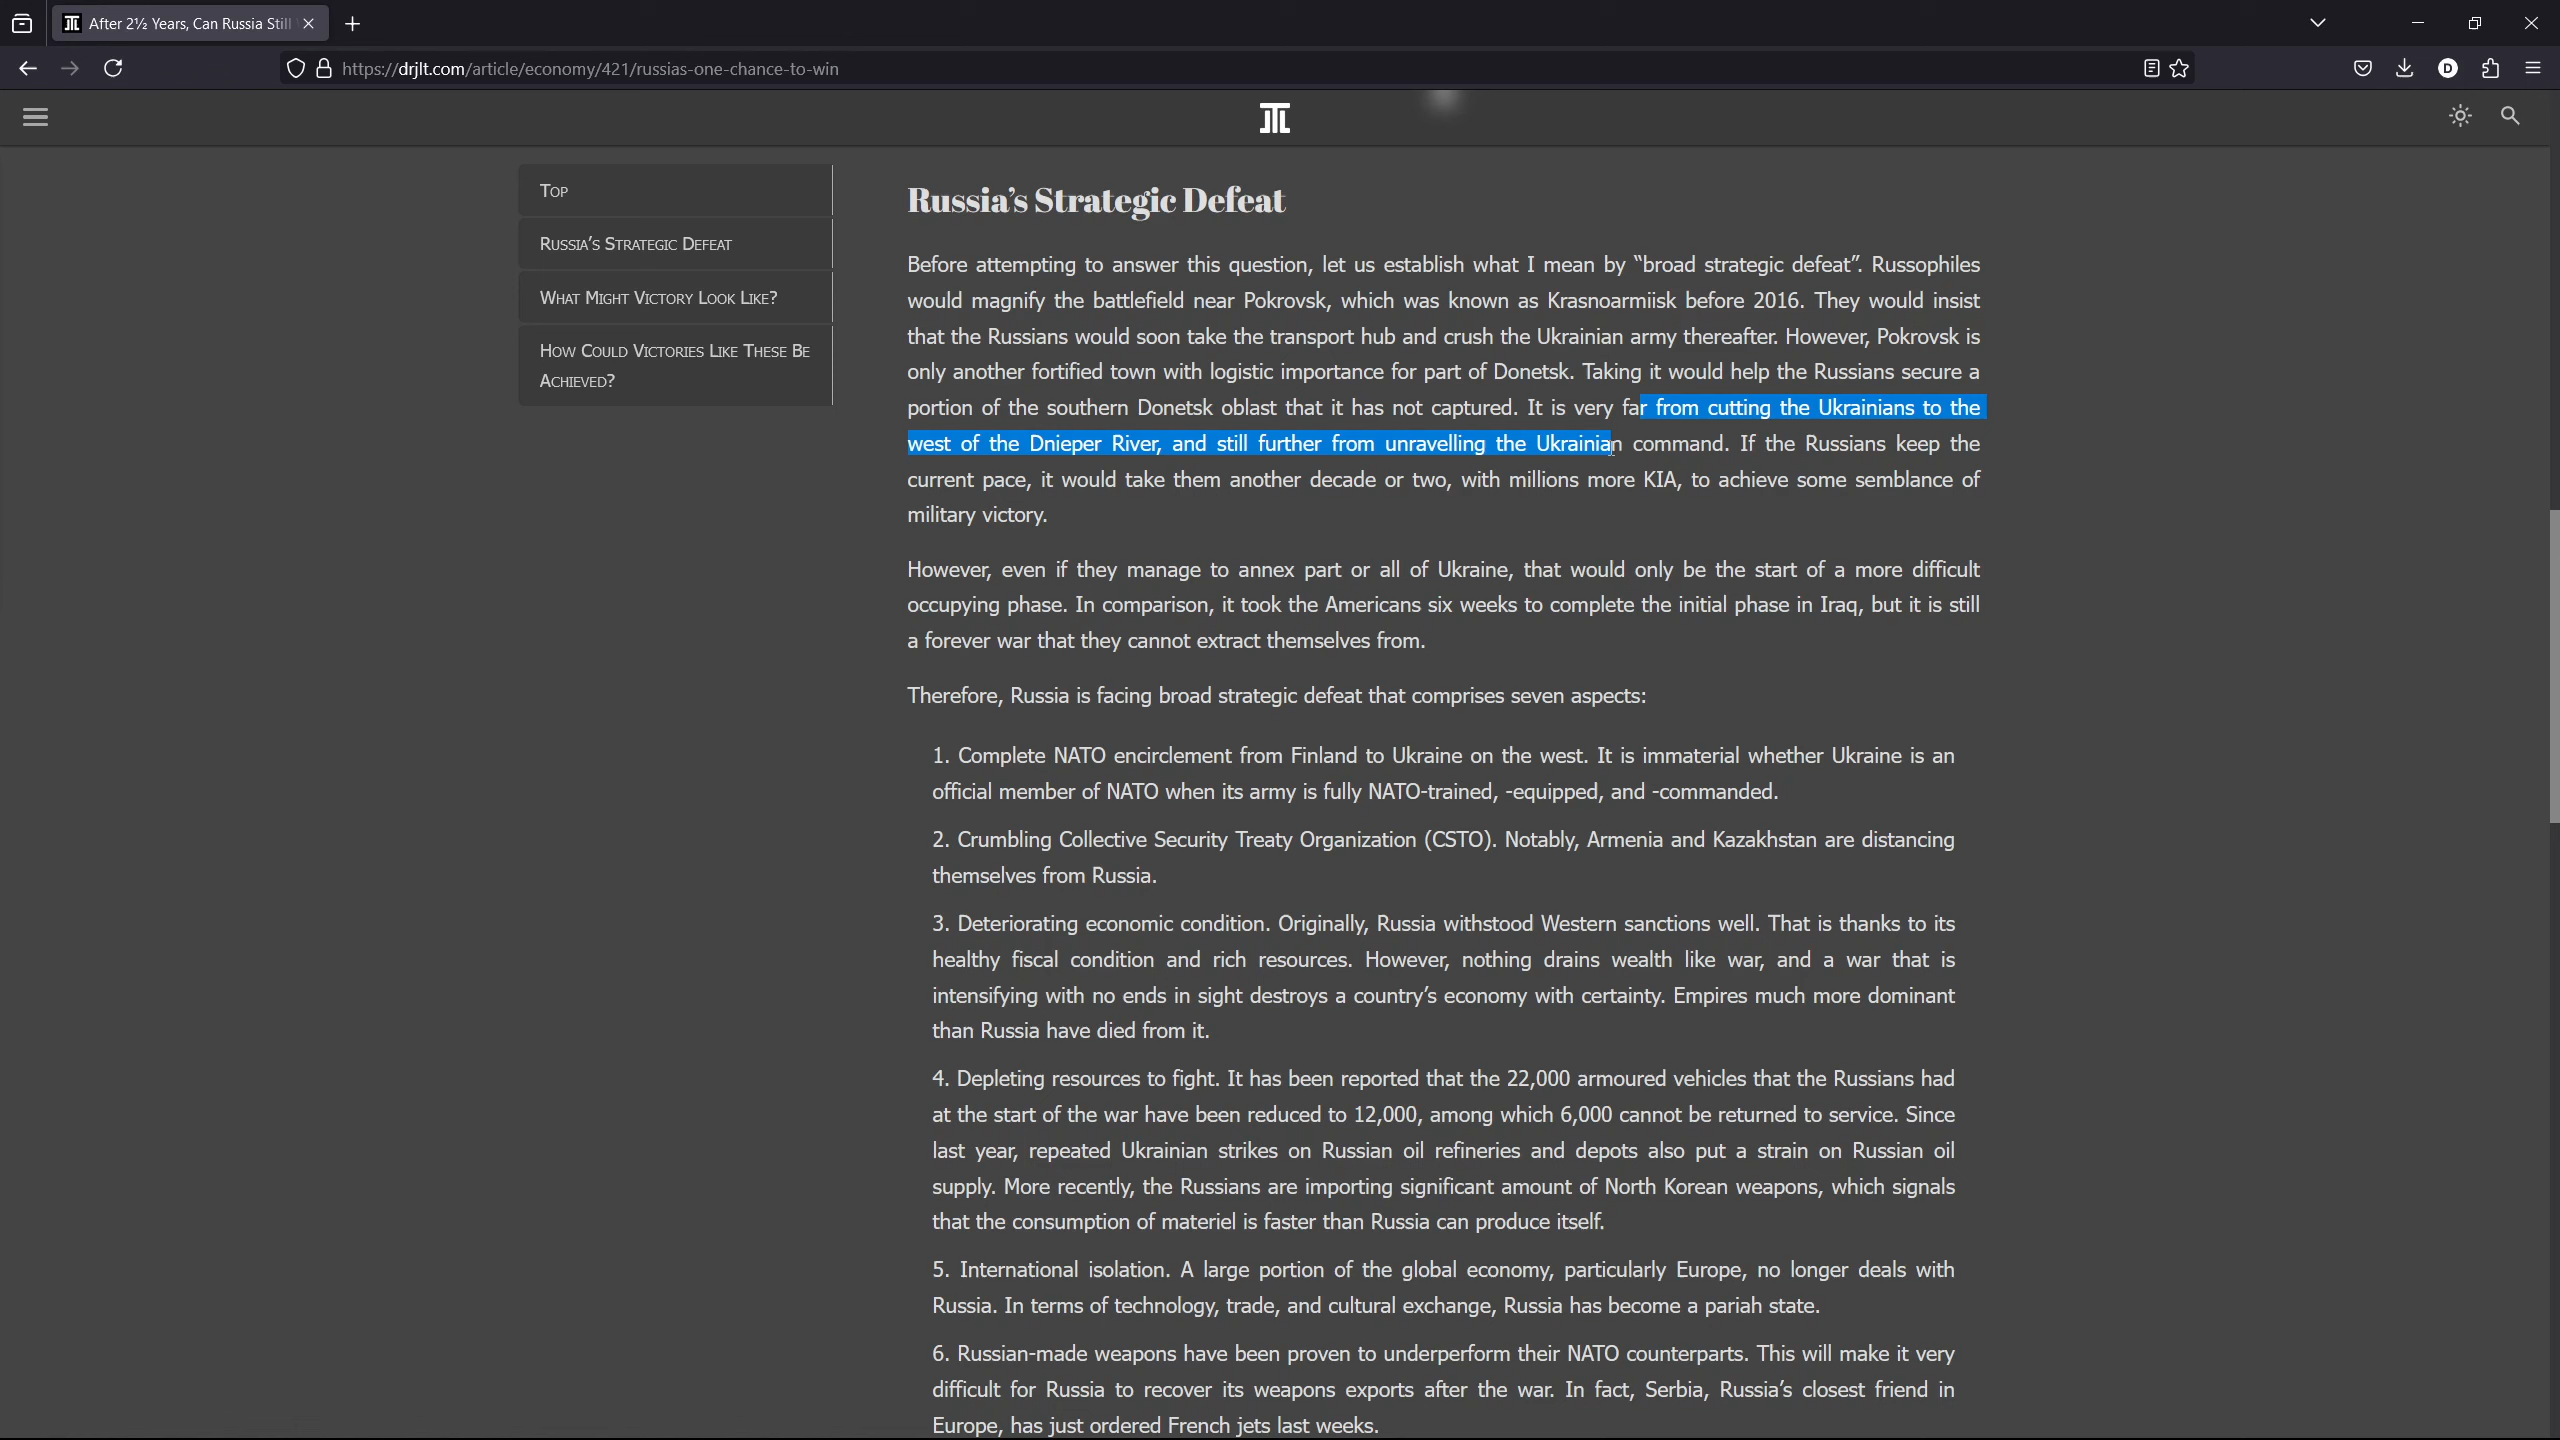 After 2½ Years, Can Russia Still
https://drjlt.com/article/economy/421/russias-one-chance-to-win
D
Top
Russia’s Strategic Defeat
What Might Victory Look Like?
How Could Victories Like These Be
Achieved?
Russia’s Strategic Defeat
Before attempting to answer this question, let us establish what I mean by “broad strategic defeat”. Russophiles
would magnify the battlefield near Pokrovsk, which was known as Krasnoarmiisk before 2016. They would insist
that the Russians would soon take the transport hub and crush the Ukrainian army thereafter. However, Pokrovsk is
only another fortified town with logistic importance for part of Donetsk. Taking it would help the Russians secure a
portion of the southern Donetsk oblast that it has not captured. It is very far from cutting the Ukrainians to the
west of the Dnieper River, and still further from unravelling the Ukrainian command. If the Russians keep the
current pace, it would take them another decade or two, with millions more KIA, to achieve some semblance of
military victory.
However, even if they manage to annex part or all of Ukraine, that would only be the start of a more difficult
occupying phase. In comparison, it took the Americans six weeks to complete the initial phase in Iraq, but it is still
a forever war that they cannot extract themselves from.
Therefore, Russia is facing broad strategic defeat that comprises seven aspects:
1. Complete NATO encirclement from Finland to Ukraine on the west. It is immaterial whether Ukraine is an
official member of NATO when its army is fully NATO-trained, -equipped, and -commanded.
2. Crumbling Collective Security Treaty Organization (CSTO). Notably, Armenia and Kazakhstan are distancing
themselves from Russia.
3. Deteriorating economic condition. Originally, Russia withstood Western sanctions well. That is thanks to its
healthy fiscal condition and rich resources. However, nothing drains wealth like war, and a war that is
intensifying with no ends in sight destroys a country’s economy with certainty. Empires much more dominant
than Russia have died from it.
4. Depleting resources to fight. It has been reported that the 22,000 armoured vehicles that the Russians had
at the start of the war have been reduced to 12,000, among which 6,000 cannot be returned to service. Since
last year, repeated Ukrainian strikes on Russian oil refineries and depots also put a strain on Russian oil
supply. More recently, the Russians are importing significant amount of North Korean weapons, which signals
that the consumption of materiel is faster than Russia can produce itself.
5. International isolation. A large portion of the global economy, particularly Europe, no longer deals with
Russia. In terms of technology, trade, and cultural exchange, Russia has become a pariah state.
6. Russian-made weapons have been proven to underperform their NATO counterparts. This will make it very
difficult for Russia to recover its weapons exports after the war. In fact, Serbia, Russia’s closest friend in
Europe, has just ordered French jets last weeks.